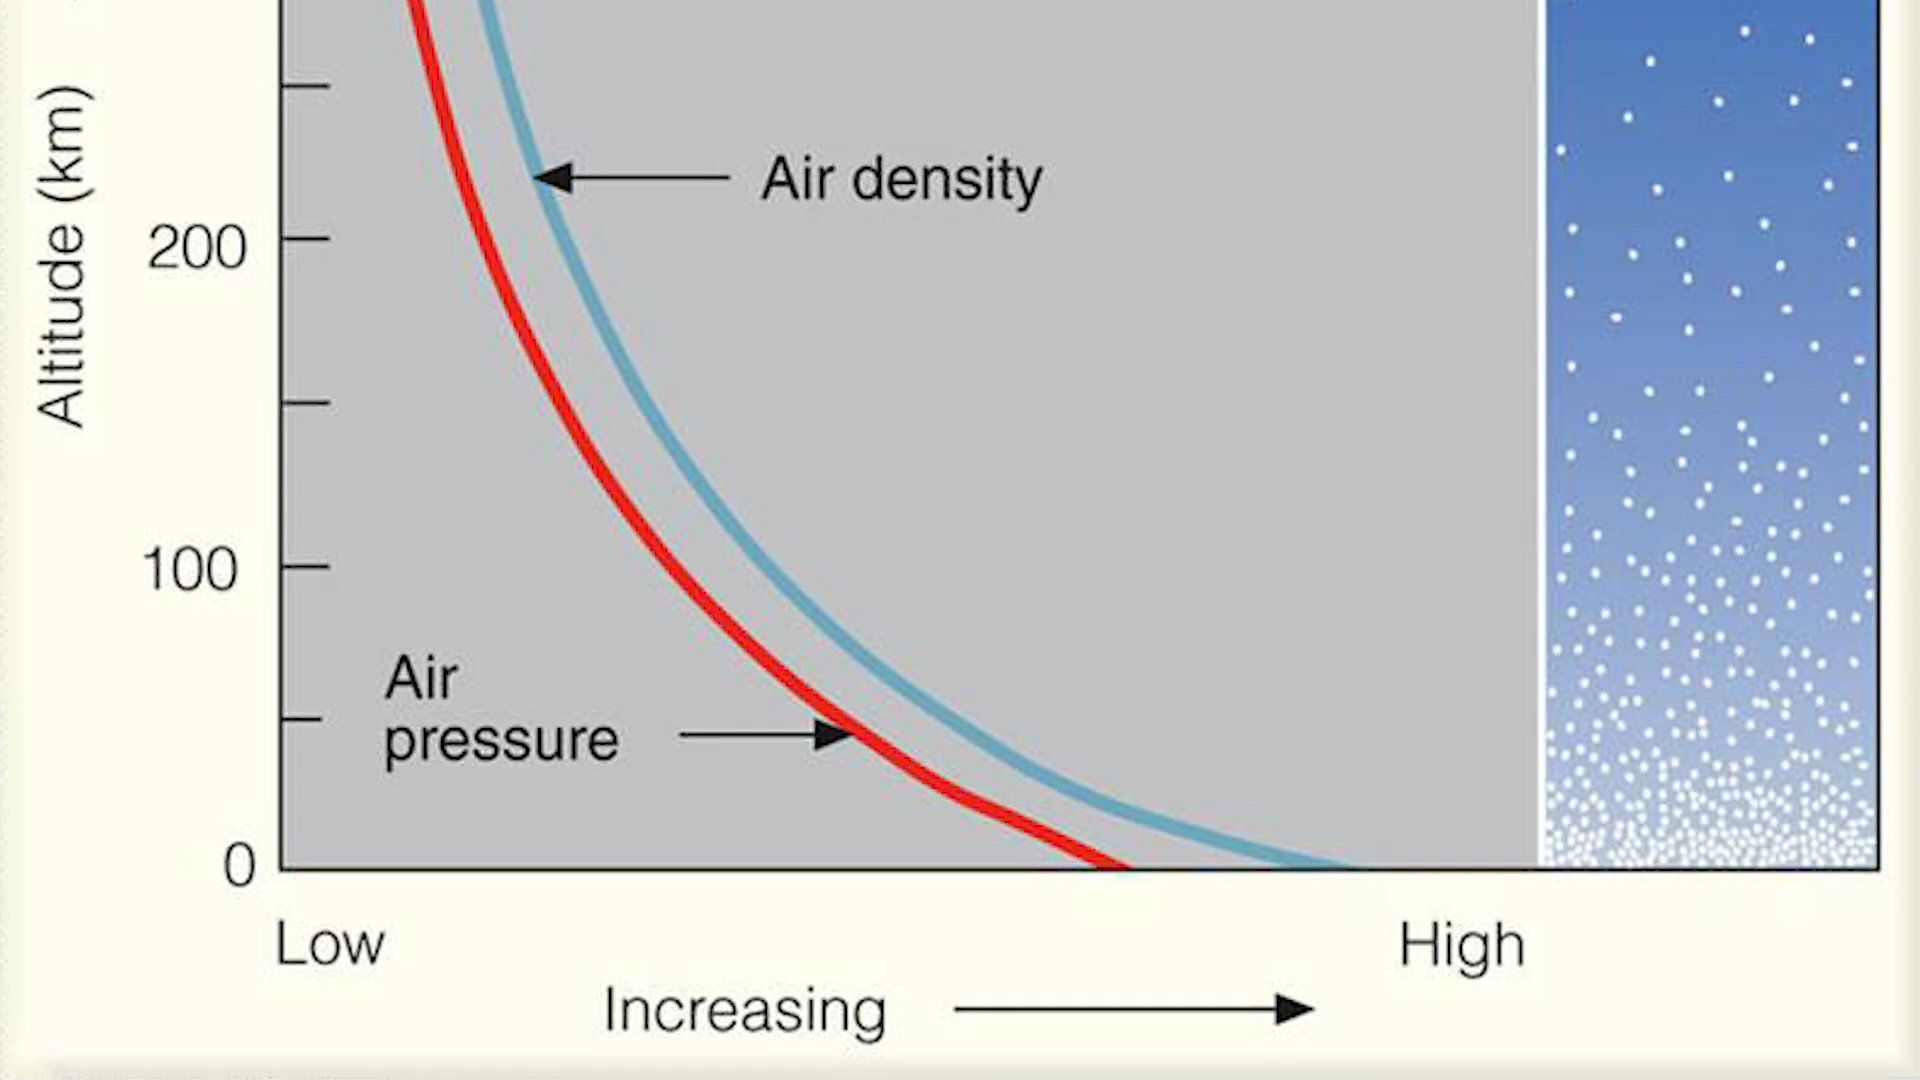 Altitude (km)
Air density
200
100
Air
pressure
0
Low
High
Increasing